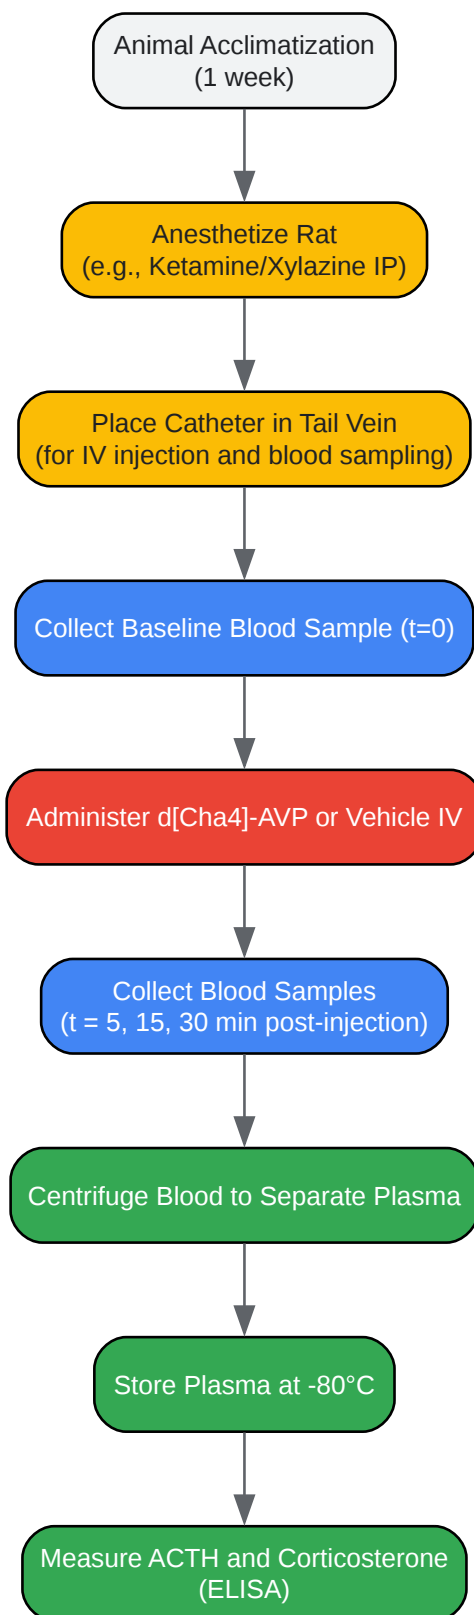 Animal Acclimatization
(1 week)
Anesthetize Rat
(e.g., Ketamine/Xylazine IP)
Place Catheter in Tail Vein
(for IV injection and blood sampling)
Collect Baseline Blood Sample (t=0)
Administer d[Cha4]-AVP or Vehicle IV
Collect Blood Samples
(t = 5, 15, 30 min post-injection)
Centrifuge Blood to Separate Plasma
Store Plasma at -80°C
Measure ACTH and Corticosterone
(ELISA)